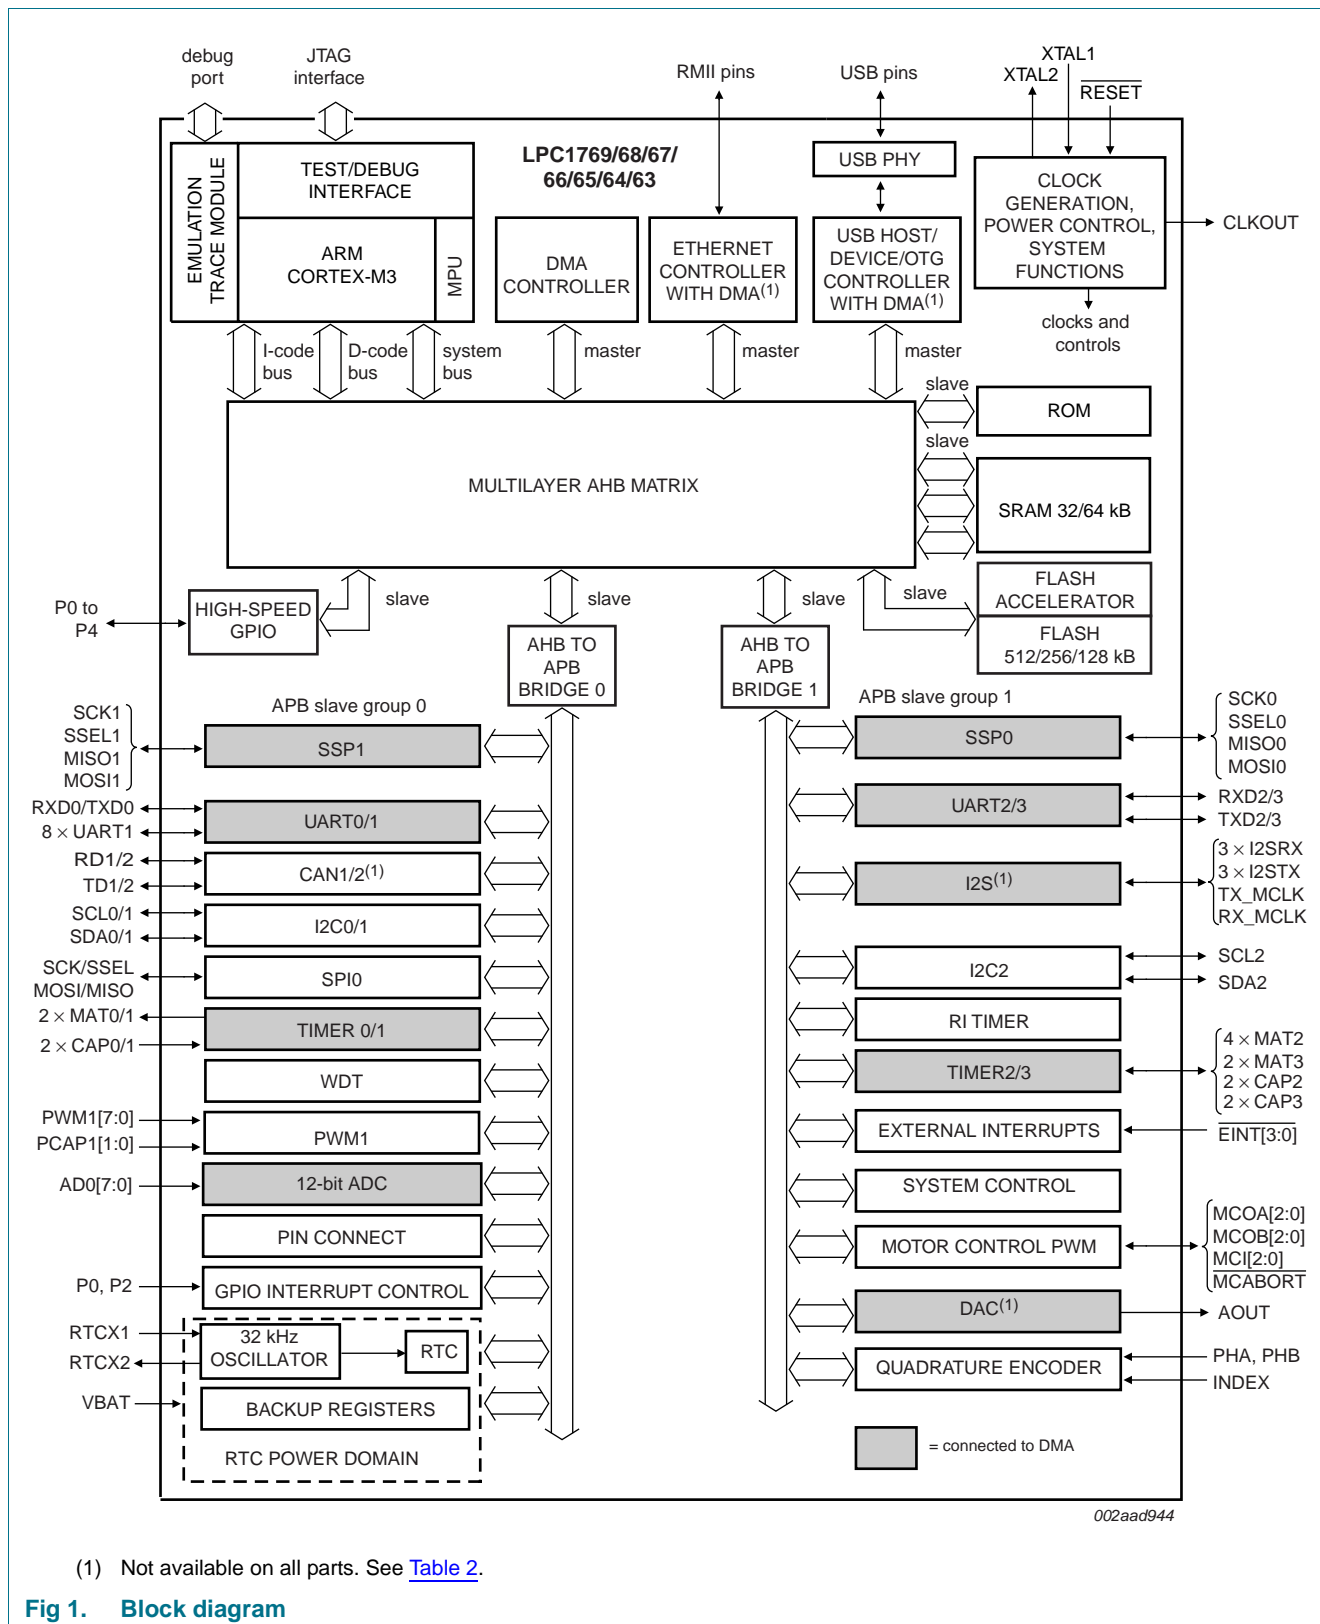 debug
port
JTAG
interface
RMII pins
USB pins
XTAL1
XTAL2
RESET
EMULATION
TRACE MODULE
TEST/DEBUG
INTERFACE
ARM
CORTEX-M3
MPU
LPC1769/68/67/
66/65/64/63
DMA
CONTROLLER
ETHERNET
CONTROLLER
WITH DMA(1)
USB PHY
USB HOST/
DEVICE/OTG
CONTROLLER
WITH DMA(1)
CLOCK
GENERATION,
POWER CONTROL,
SYSTEM
FUNCTIONS
CLKOUT
clocks and
controls
I-code
bus
D-code
bus
system
bus
master
master
master
slave
ROM
slave
MULTILAYER AHB MATRIX
SRAM 32/64 kB
P0 to
P4
HIGH-SPEED
GPIO
slave
slave
slave
slave
FLASH
ACCELERATOR
FLASH
512/256/128 kB
AHB TO
APB
BRIDGE 0
AHB TO
APB
BRIDGE 1
APB slave group 0
SCK1
SSEL1
MISO1
MOSI1
SSP1
RXD0/TXD0
8 × UART1
UART0/1
RD1/2
TD1/2
CAN1/2(1)
SCL0/1
SDA0/1
I2C0/1
SCK/SSEL
MOSI/MISO
SPI0
2 × MAT0/1
2 × CAP0/1
TIMER 0/1
WDT
PWM1[7:0]
PCAP1[1:0]
PWM1
AD0[7:0]
12-bit ADC
PIN CONNECT
P0, P2
GPIO INTERRUPT CONTROL
RTCX1
RTCX2
32 kHz
OSCILLATOR
RTC
VBAT
BACKUP REGISTERS
RTC POWER DOMAIN
APB slave group 1
SSP0
SCK0
SSEL0
MISO0
MOSI0
UART2/3
RXD2/3
TXD2/3
I2S(1)
3 × I2SRX
3 × I2STX
TX_MCLK
RX_MCLK
I2C2
SCL2
SDA2
RI TIMER
TIMER2/3
4 × MAT2
2 × MAT3
2 × CAP2
2 × CAP3
EXTERNAL INTERRUPTS
EINT[3:0]
SYSTEM CONTROL
MOTOR CONTROL PWM
MCOA[2:0]
MCOB[2:0]
MCI[2:0]
MCABORT
DAC(1)
AOUT
QUADRATURE ENCODER
PHA, PHB
INDEX
= connected to DMA
002aad944
(1) Not available on all parts. See Table 2.
Fig 1. Block diagram